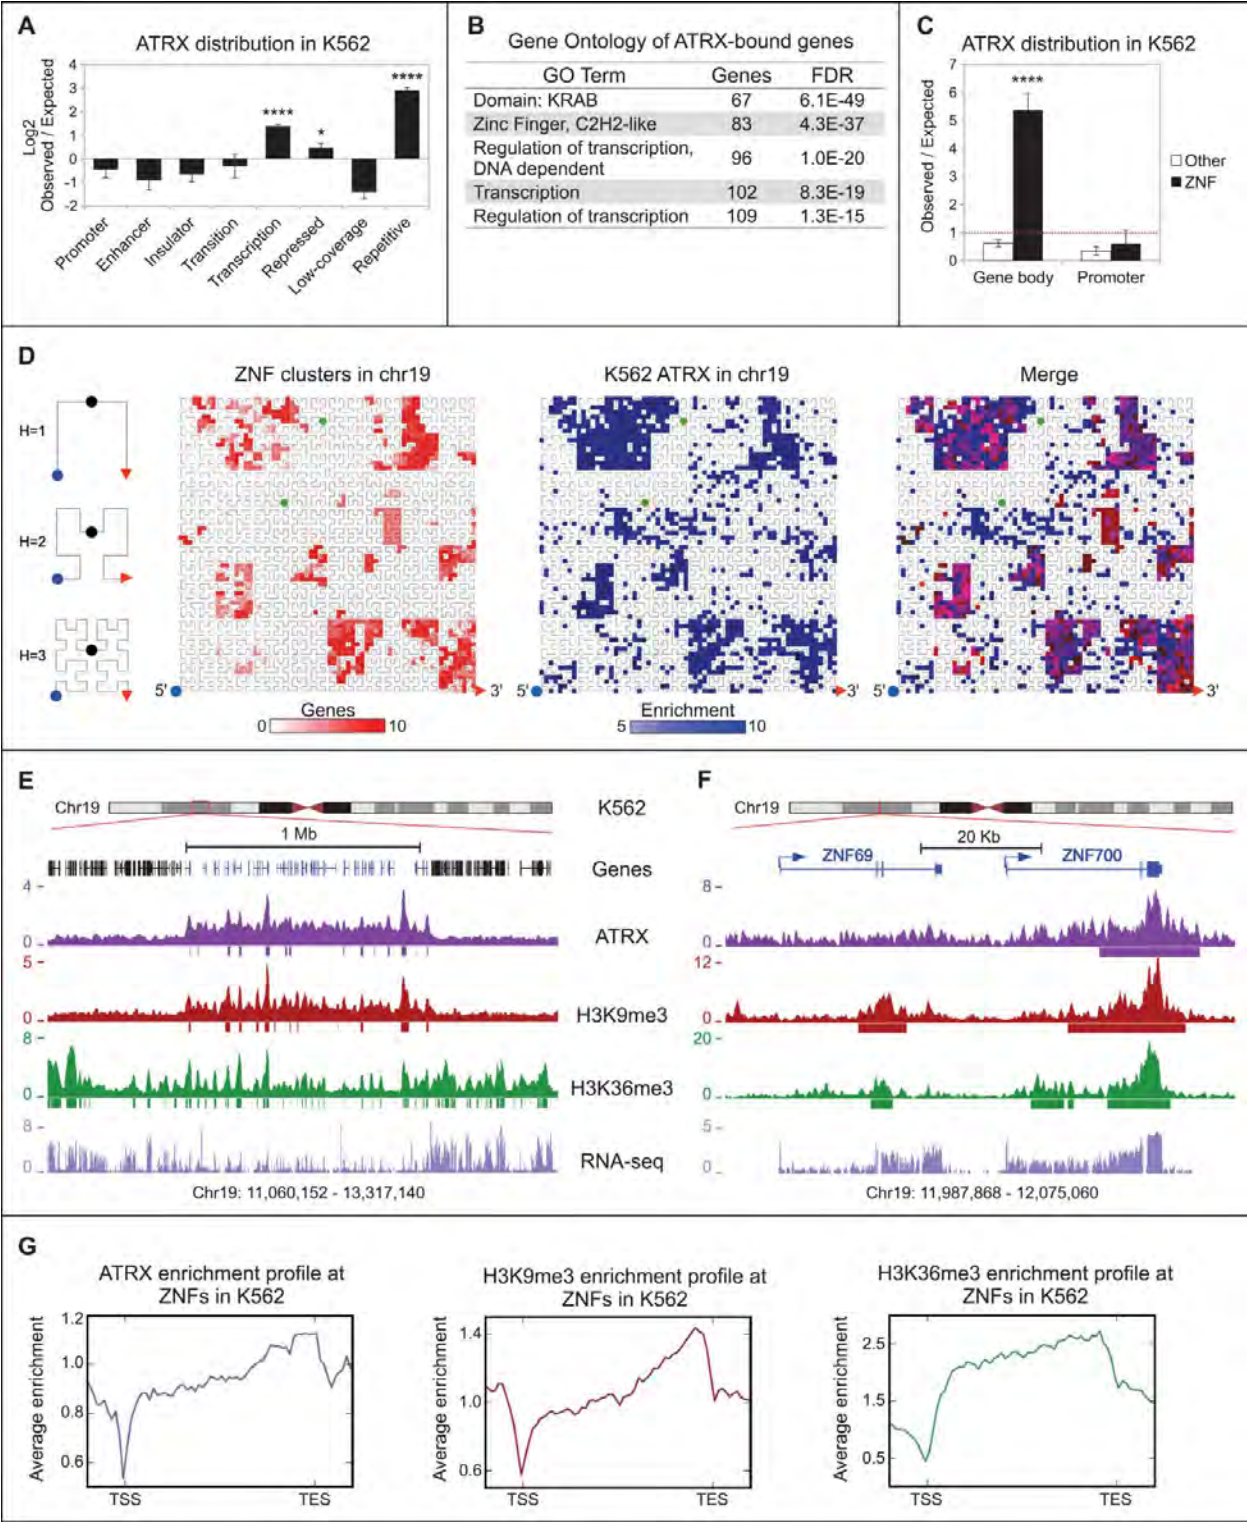 A
ATRX distribution in K562
Log2
Observed / Expected
4
3
2
1
0
-1
-2
****
*
****
Promoter
Enhancer
Insulator
Transition
Transcription
Repressed
Low-coverage
Repetitive
B
Gene Ontology of ATRX-bound genes
GO Term Genes FDR
Domain: KRAB 67 6.1E-49
Zinc Finger, C2H2-like 83 4.3E-37
Regulation of transcription,
DNA dependent 96 1.0E-20
Transcription 102 8.3E-19
Regulation of transcription 109 1.3E-15
C
ATRX distribution in K562
Observed / Expected
7
6
5
4
3
2
1
0
****
Gene body Promoter
Other
ZNF
D
ZNF clusters in chr19 K562 ATRX in chr19 Merge
H=1
H=2
H=3
5' 5' 3' 5' 3'
Genes
0 10
Enrichment
5 10
E
Chr19
K562
1 Mb
Genes
4
0
ATRX
5
0
H3K9me3
8
0
H3K36me3
8
0
RNA-seq
Chr19: 11,060,152 - 13,317,140
F
Chr19
20 Kb
ZNF69 ZNF700
8
0
12
0
20
0
5
0
Chr19: 11,987,868 - 12,075,060
G
ATRX enrichment profile at
ZNFs in K562
Average enrichment
1.2
1.0
0.8
0.6
TSS TES
H3K9me3 enrichment profile at
ZNFs in K562
Average enrichment
1.4
1.0
0.6
TSS TES
H3K36me3 enrichment profile at
ZNFs in K562
Average enrichment
2.5
1.5
0.5
TSS TES